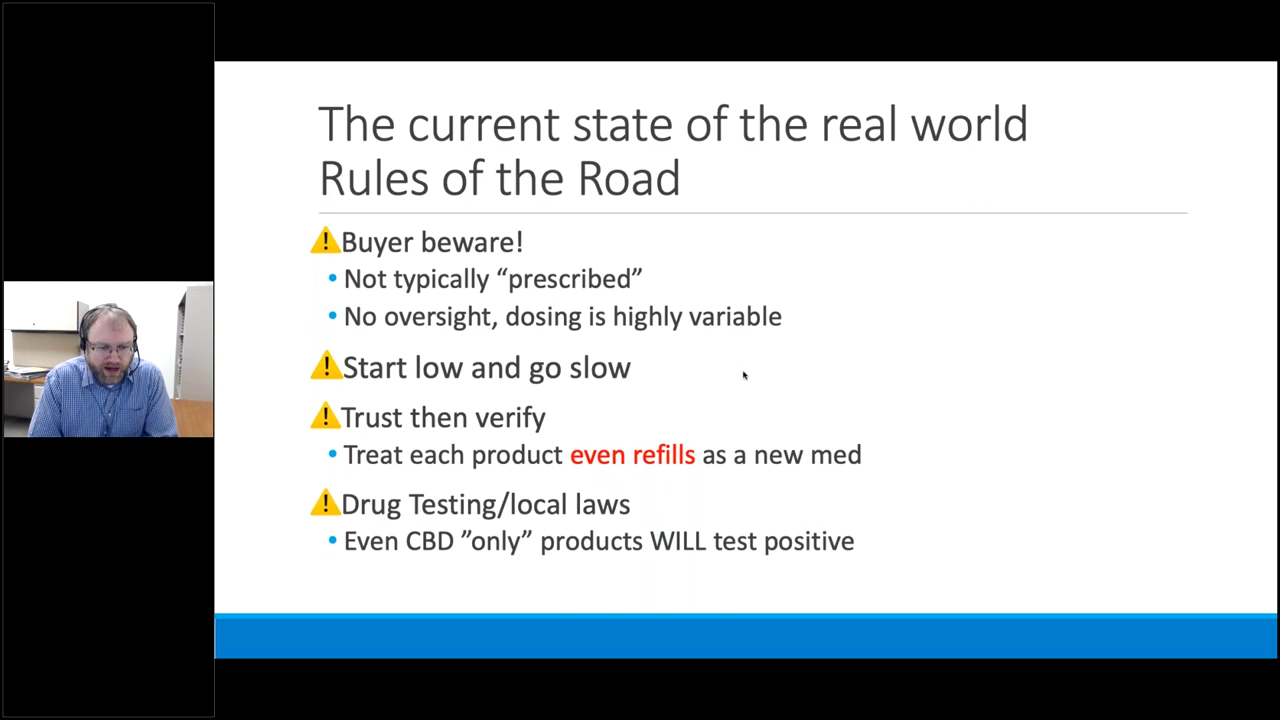 The current state of the real world
Rules of the Road
Buyer beware!
• Not typically “prescribed”
• No oversight, dosing is highly variable
Start low and go slow
Trust then verify
• Treat each product even refills as a new med
Drug Testing/local laws
• Even CBD ”only” products WILL test positive